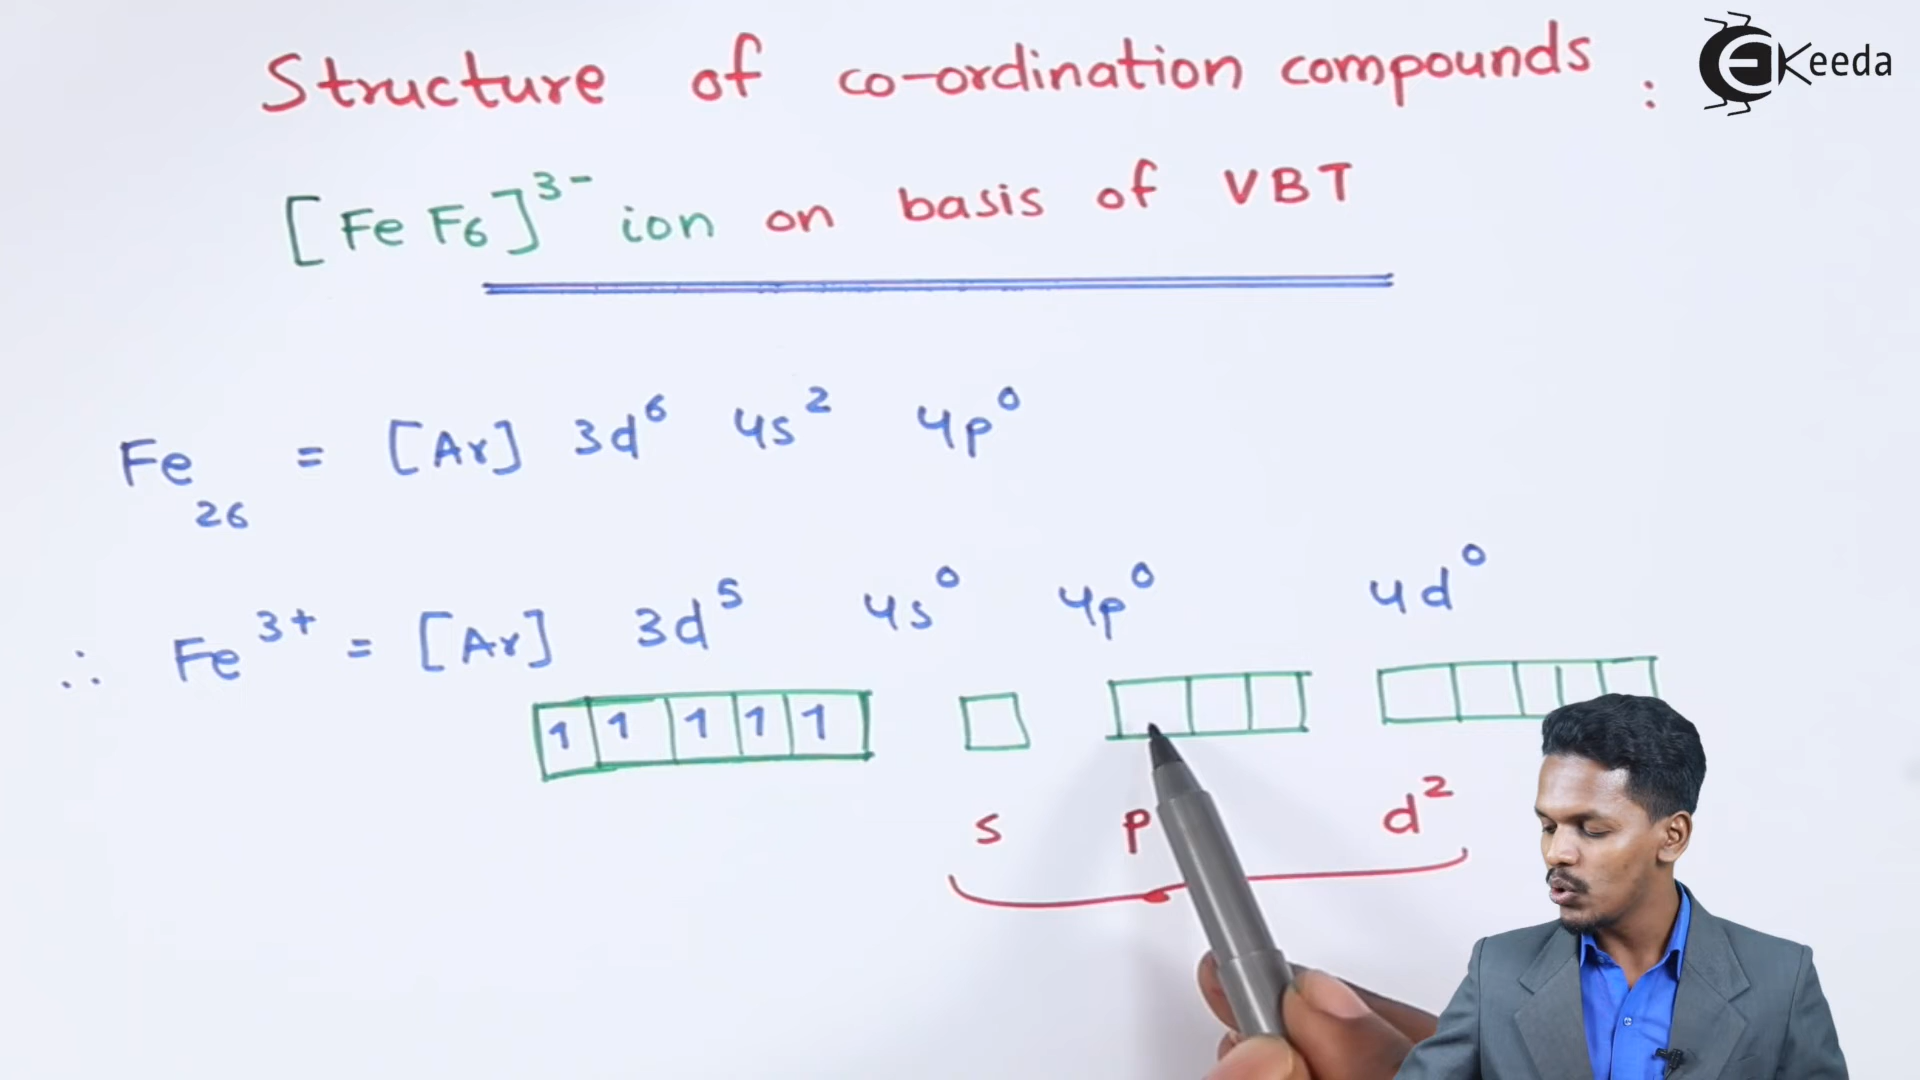 Structure of co-ordination compounds :
EKeeda
[Fe F6]³⁻ ion on basis of VBT
Fe₂₆ = [Ar] 3d⁶ 4s² 4p⁰
∴ Fe³⁺ = [Ar] 3d⁵ 4s⁰ 4p⁰ 4d⁰
1 1 1 1 1
s p d²